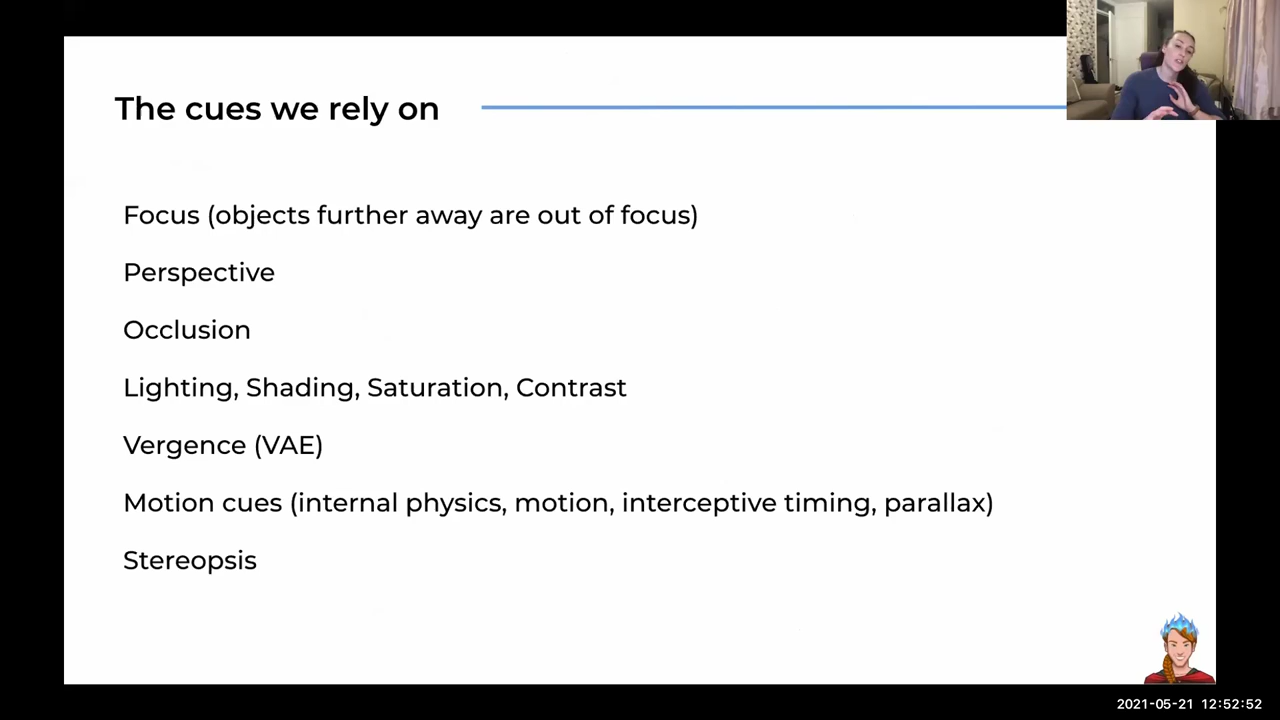 The cues we rely on
Focus (objects further away are out of focus)
Perspective
Occlusion
Lighting, Shading, Saturation, Contrast
Vergence (VAE)
Motion cues (internal physics, motion, interceptive timing, parallax)
Stereopsis
2021-05-21 12:52:52